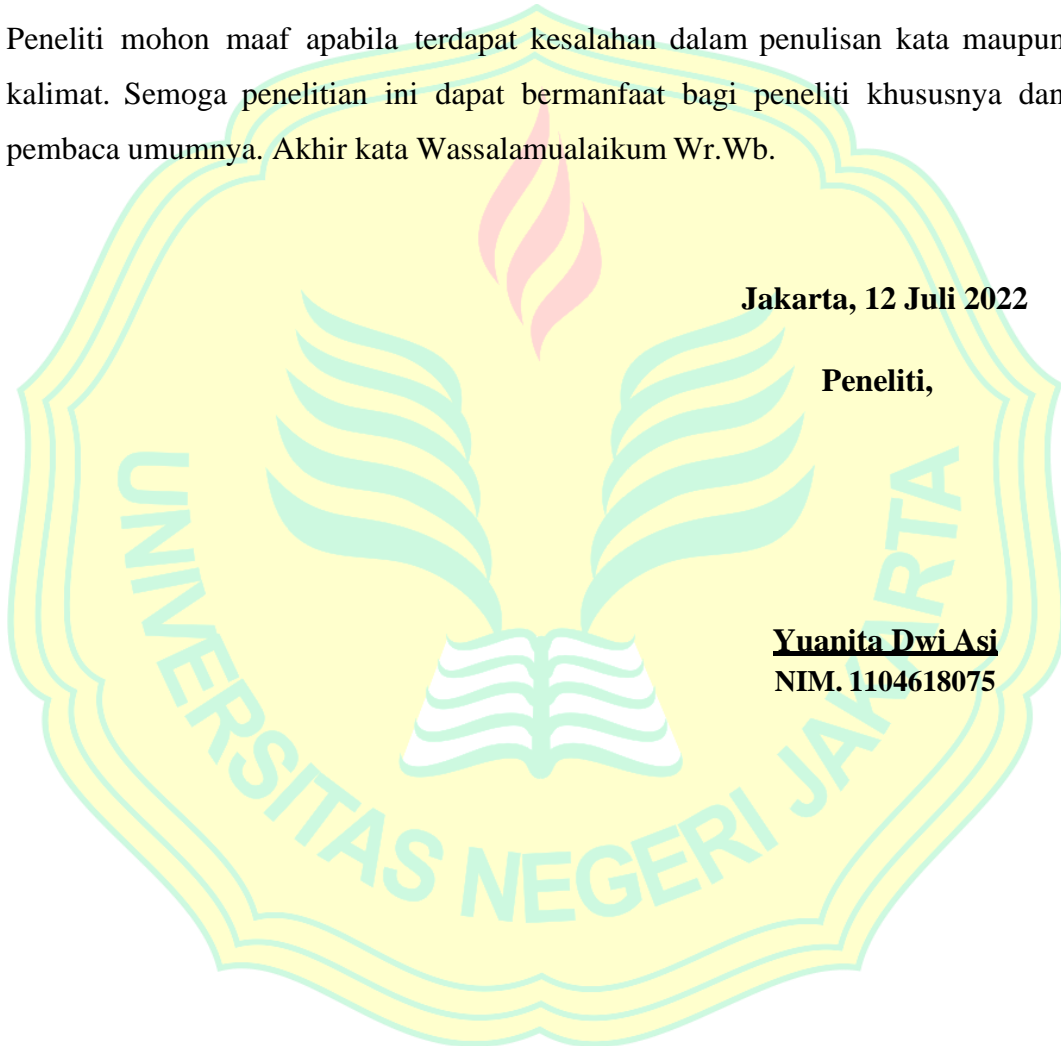 Peneliti mohon maaf apabila terdapat kesalahan dalam penulisan kata maupun
kalimat. Semoga penelitian ini dapat bermanfaat bagi peneliti khususnya dan
pembaca umumnya. Akhir kata Wassalamualaikum Wr.Wb.
Jakarta, 12 Juli 2022
Peneliti,
Yuanita Dwi Asi
NIM. 1104618075
UNIVERSITAS NEGERI JAKARTA